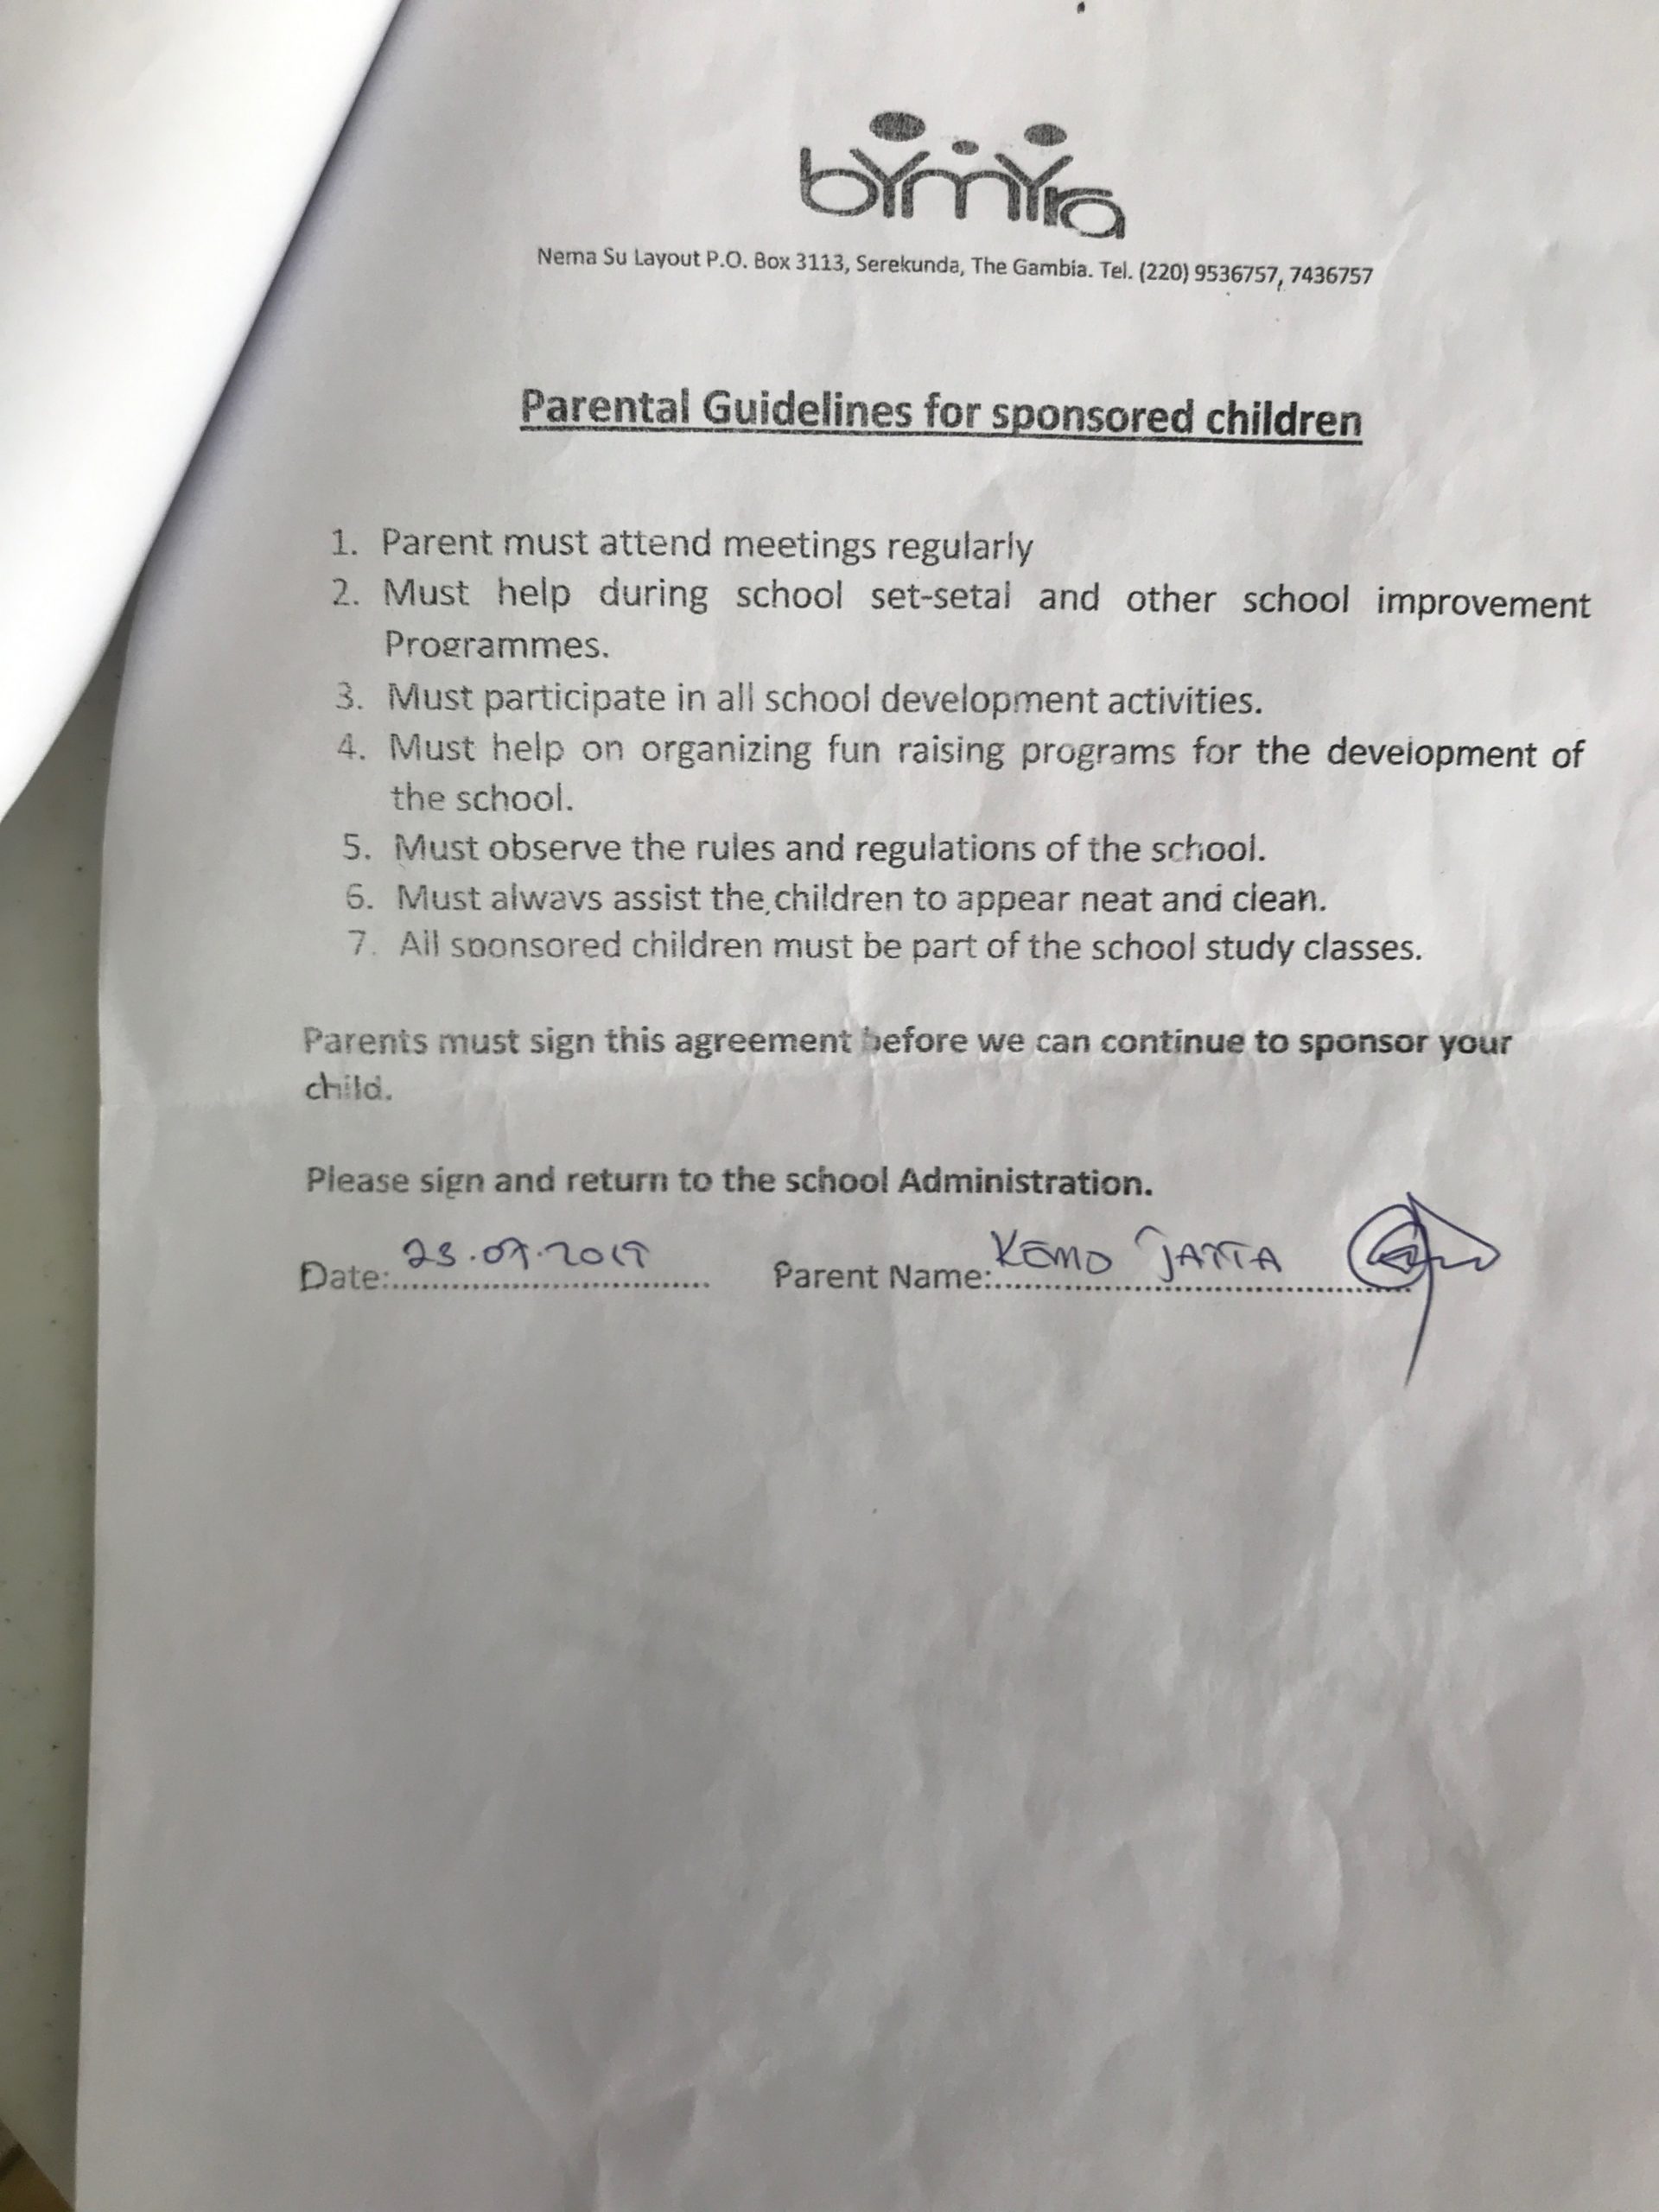 bymyra
Nema Su Layout P.O. Box 3113, Serekunda, The Gambia. Tel. (220) 9536757, 7436757
Parental Guidelines for sponsored children
1. Parent must attend meetings regularly
2. Must help during school set-setal and other school improvement
Programmes.
3. Must participate in all school development activities.
4. Must help on organizing fun raising programs for the development of
the school.
5. Must observe the rules and regulations of the school.
6. Must always assist the children to appear neat and clean.
7. All sponsored children must be part of the school study classes.
Parents must sign this agreement before we can continue to sponsor your
child.
Please sign and return to the school Administration.
Date: 23.07.2019 Parent Name: KEMO JATTA